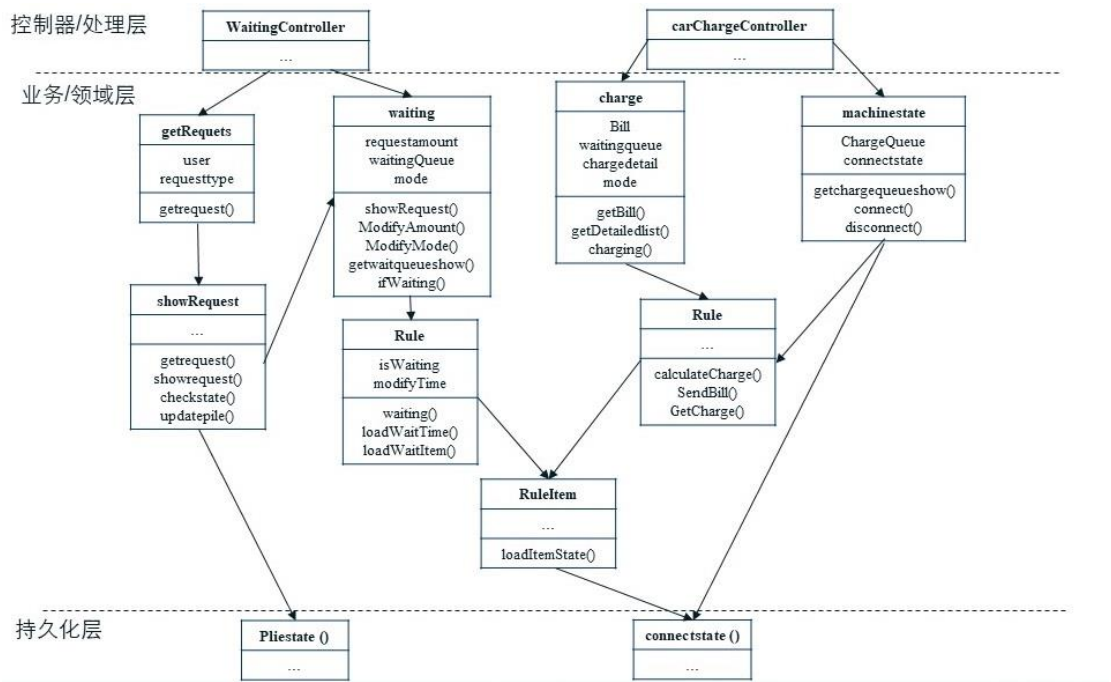 控制器/处理层
WaitingController
...
carChargeController
...
业务/领域层
getRequets
user
requesttype
getrequest()
waiting
requestamount
waitingQueue
mode
showRequest()
ModifyAmount()
ModifyMode()
getwaitqueueshow()
ifWaiting()
charge
Bill
waitingqueue
chargedetail
mode
getBill()
getDetailedlist()
charging()
machinestate
ChargeQueue
connectstate
getchargequeueshow()
connect()
disconnect()
showRequest
...
getrequest()
showrequest()
checkstate()
updatepile()
Rule
isWaiting
modifyTime
waiting()
loadWaitTime()
loadWaitItem()
Rule
...
calculateCharge()
SendBill()
GetCharge()
RuleItem
...
loadItemState()
持久化层
Pliestate ()
...
connectstate ()
...